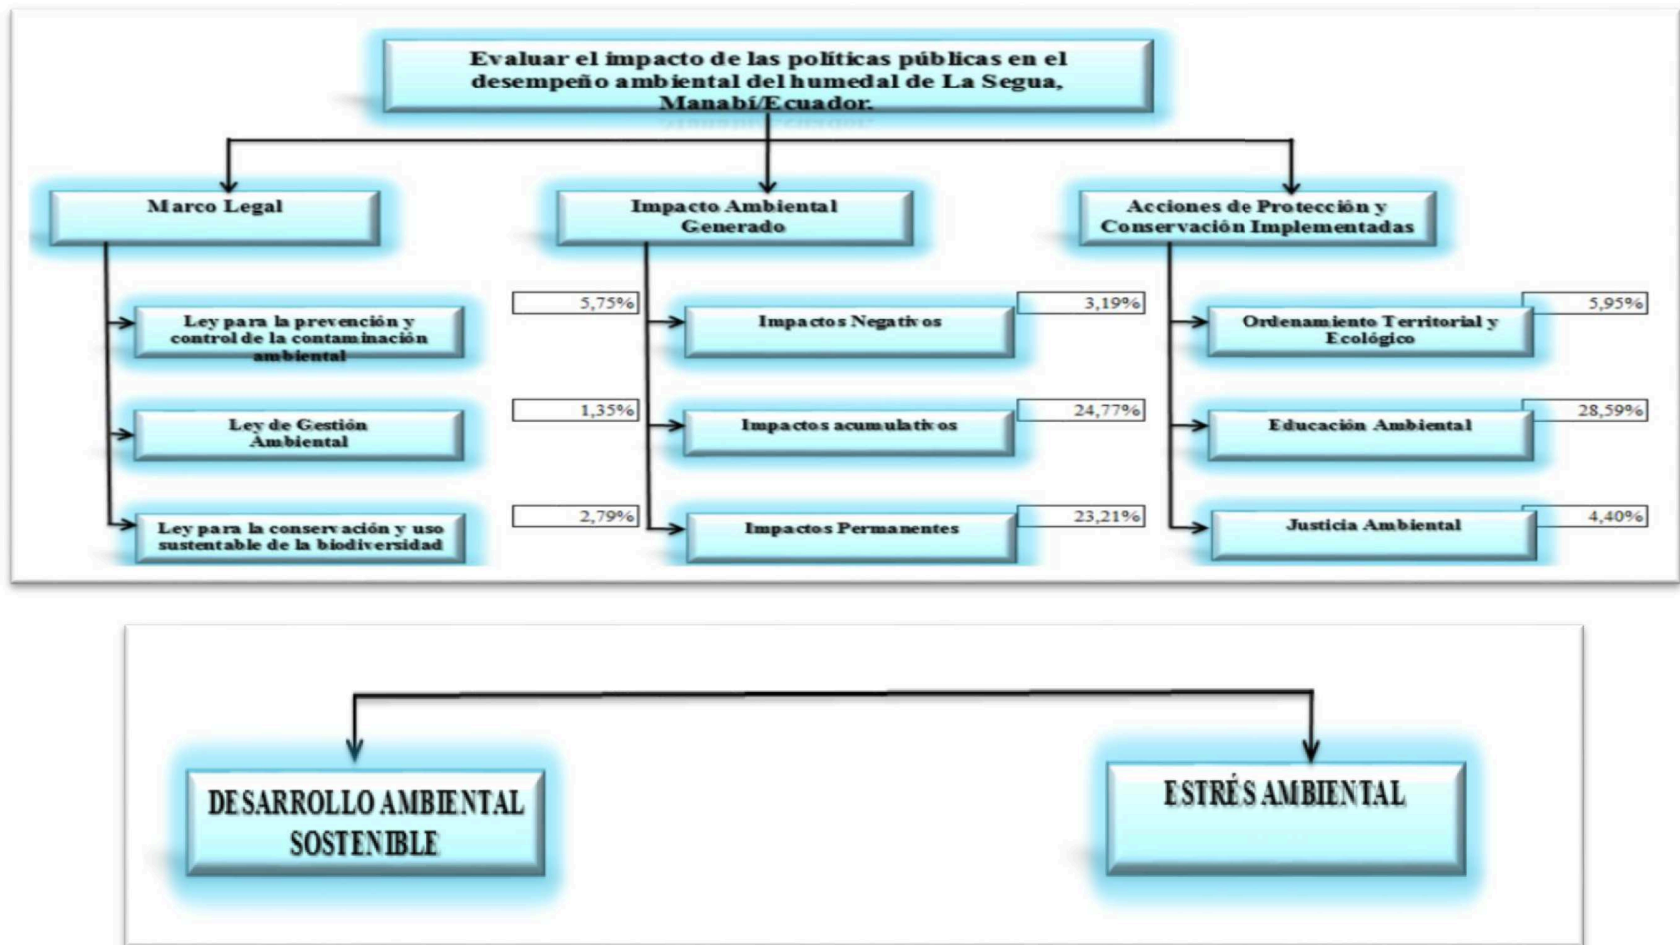 Evaluar el impacto de las políticas públicas en el
desempeño ambiental del humedal de La Segua,
Manabí/Ecuador.
Marco Legal
Impacto Ambiental
Generado
Acciones de Protección y
Conservación Implementadas
Ley para la prevención y
control de la contaminación
ambiental
5,75%
Impactos Negativos
3,19%
Ordenamiento Territorial y
Ecológico
5,95%
Ley de Gestión
Ambiental
1,35%
Impactos acumulativos
24,77%
Educación Ambiental
28,59%
Ley para la conservación y uso
sustentable de la biodiversidad
2,79%
Impactos Permanentes
23,21%
Justicia Ambiental
4,40%
DESARROLLO AMBIENTAL
SOSTENIBLE
ESTRÉS AMBIENTAL